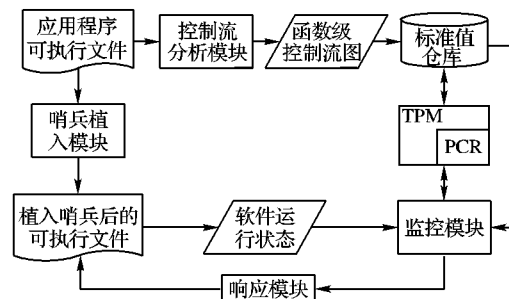 应用程序
可执行文件
控制流
分析模块
函数级
控制流图
标准值
仓库
哨兵植
入模块
TPM
PCR
植入哨兵后的
可执行文件
软件运
行状态
监控模块
响应模块